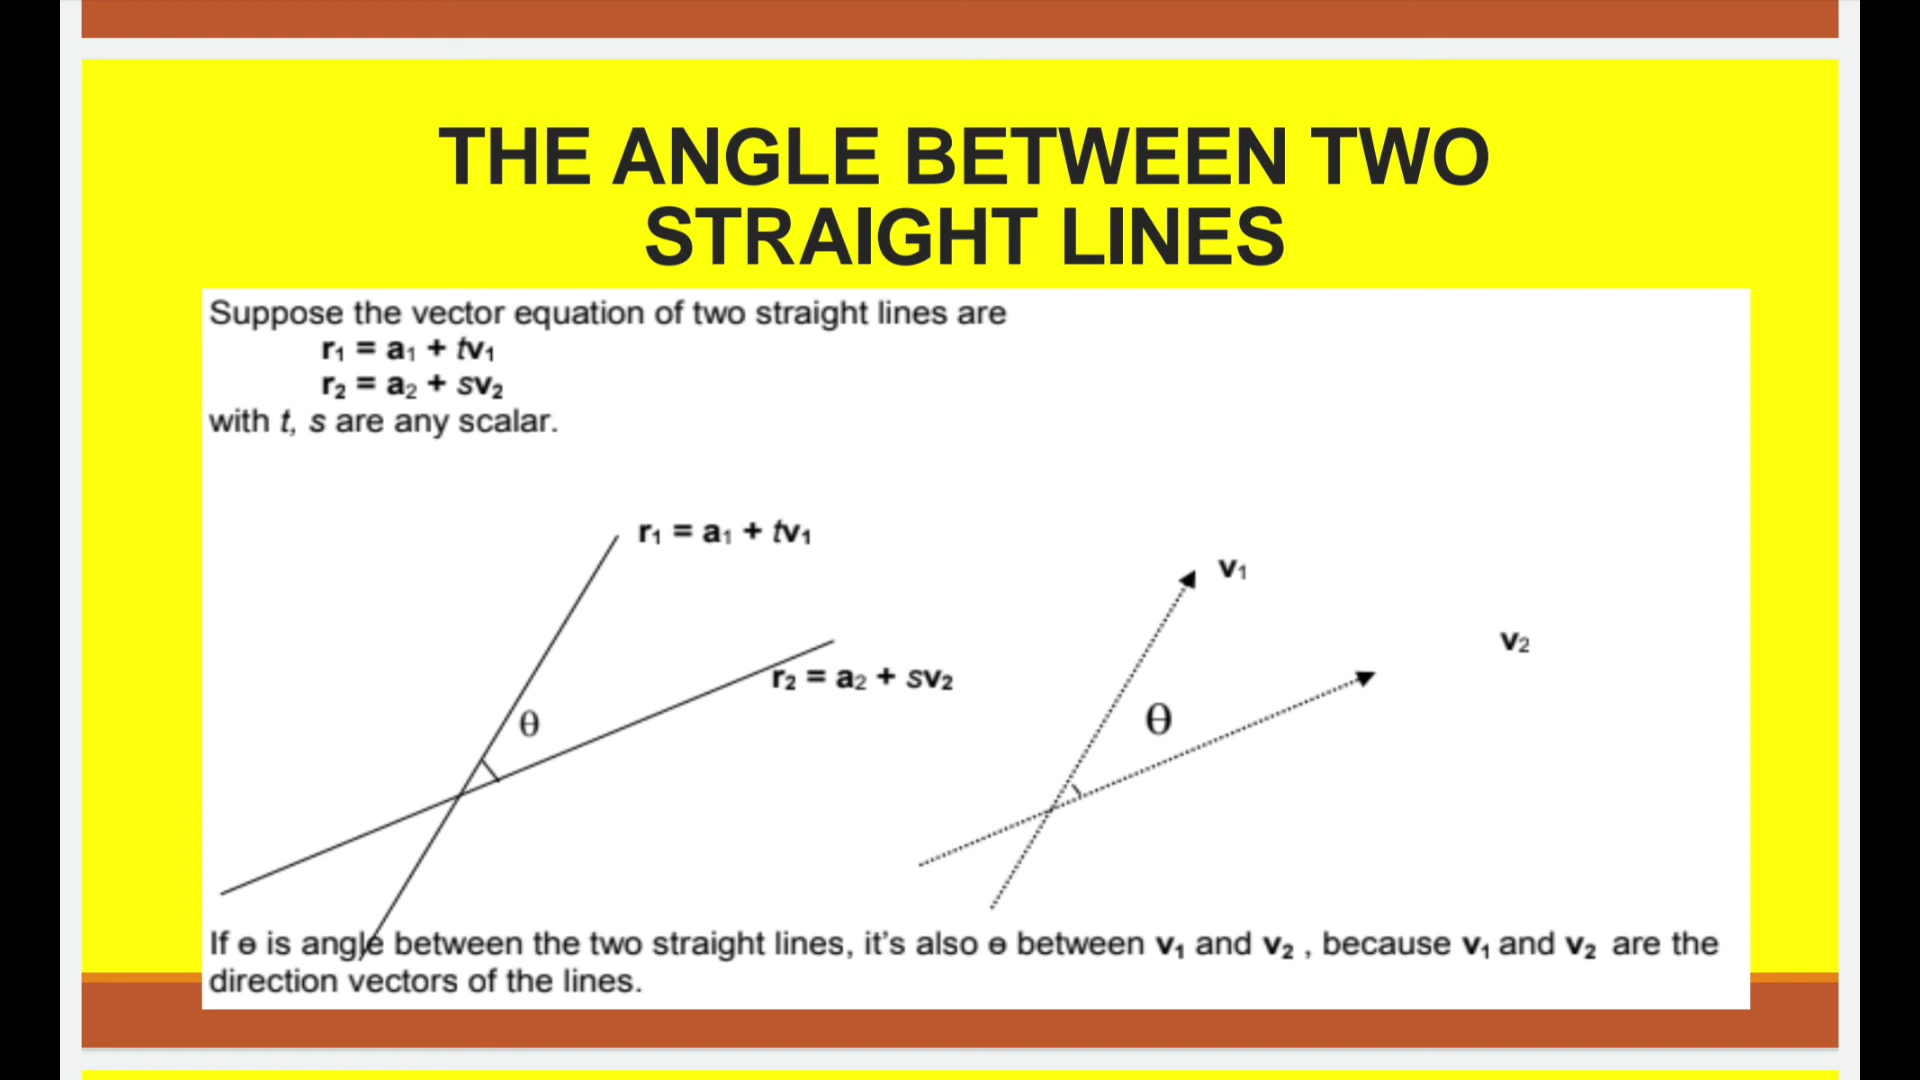 THE ANGLE BETWEEN TWO
STRAIGHT LINES
Suppose the vector equation of two straight lines are
r₁ = a₁ + tv₁
r₂ = a₂ + sv₂
with t, s are any scalar.
r₁ = a₁ + tv₁
v₁
v₂
r₂ = a₂ + sv₂
θ
θ
If ɵ is angle between the two straight lines, it's also ɵ between v₁ and v₂ , because v₁ and v₂ are the
direction vectors of the lines.